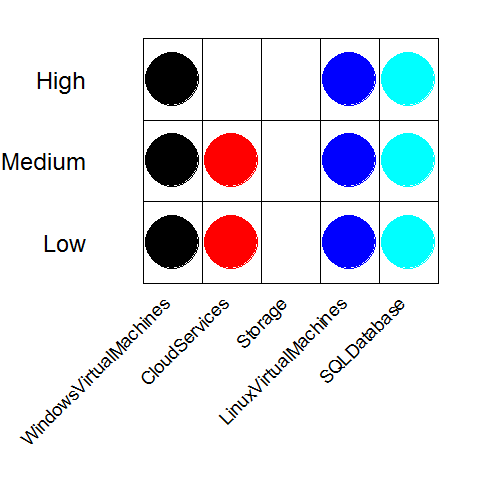 High
Medium
Low
WindowsVirtualMachines
CloudServices
Storage
LinuxVirtualMachines
SQLDatabase